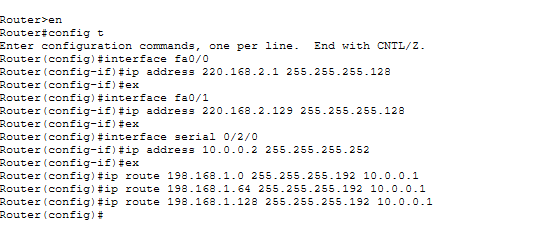 Router>en
Router#config t
Enter configuration commands, one per line.  End with CNTL/Z.
Router(config)#interface fa0/0
Router(config-if)#ip address 220.168.2.1 255.255.255.128
Router(config-if)#ex
Router(config)#interface fa0/1
Router(config-if)#ip address 220.168.2.129 255.255.255.128
Router(config-if)#ex
Router(config)#interface serial 0/2/0
Router(config-if)#ip address 10.0.0.2 255.255.255.252
Router(config-if)#ex
Router(config)#ip route 198.168.1.0 255.255.255.192 10.0.0.1
Router(config)#ip route 198.168.1.64 255.255.255.192 10.0.0.1
Router(config)#ip route 198.168.1.128 255.255.255.192 10.0.0.1
Router(config)#